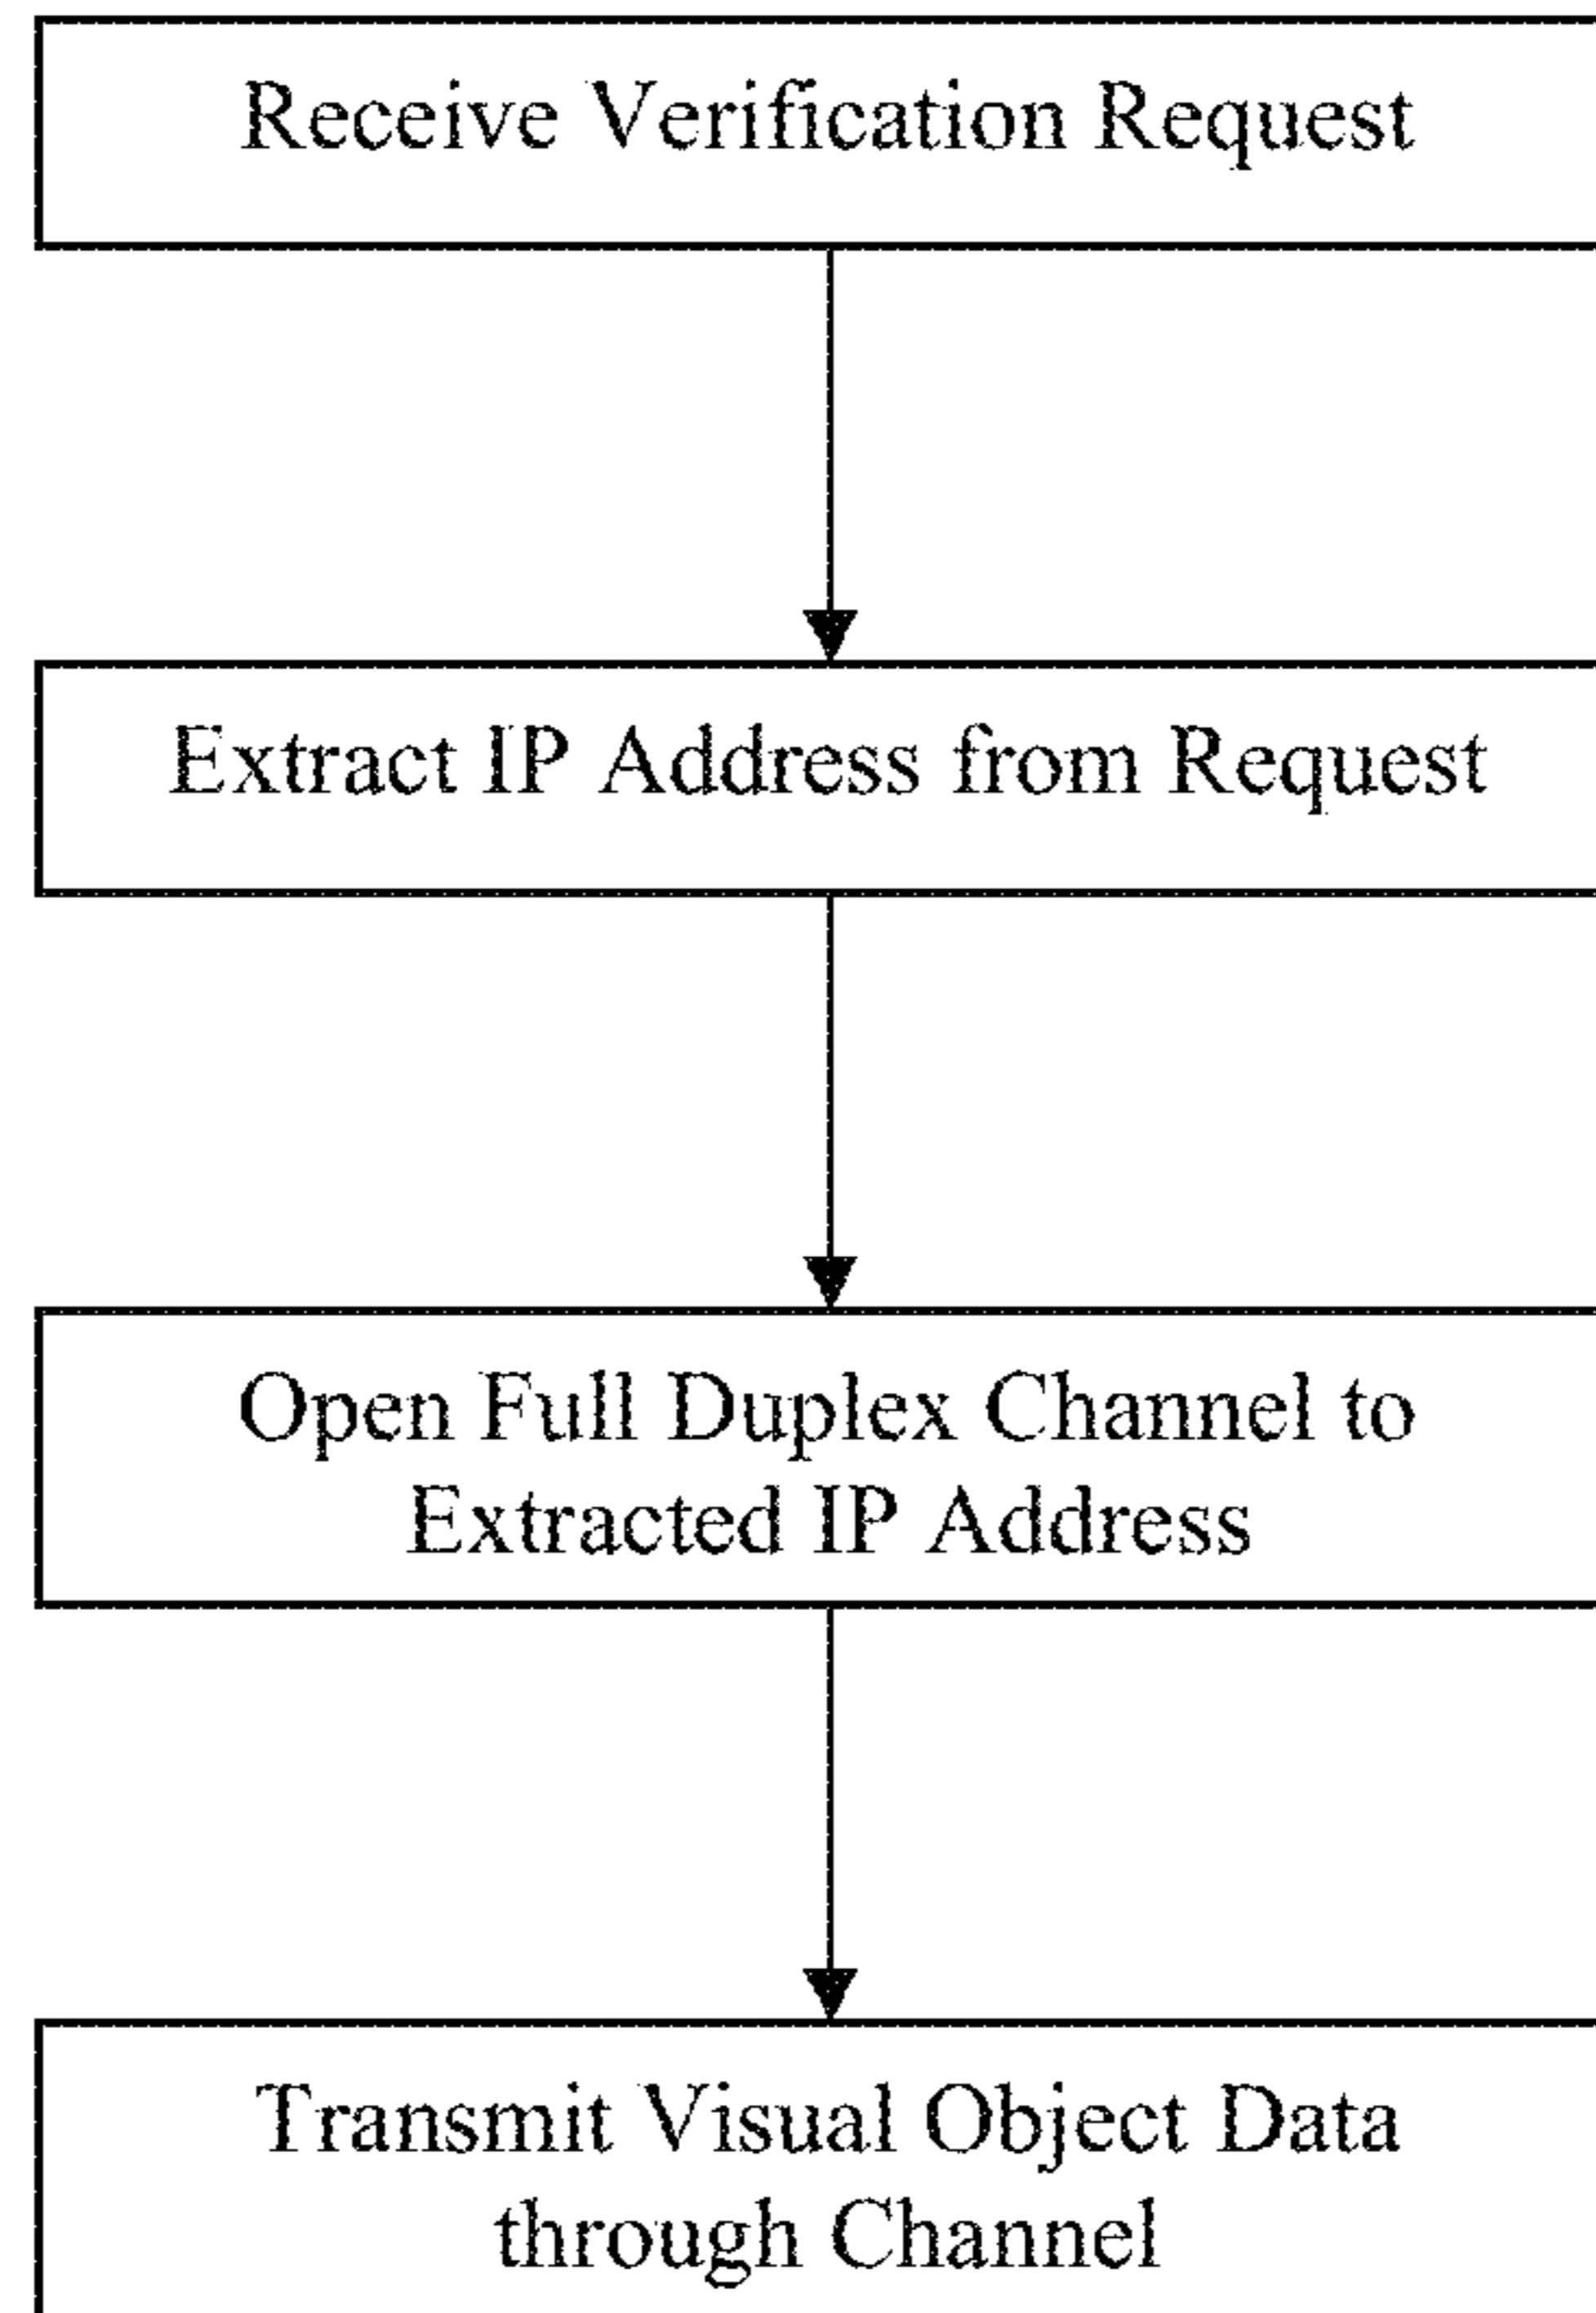 Receive Verification Request
Extract IP Address from Request
Open Full Duplex Channel to
Extracted IP Address
Transmit Visual Object Data
through Channel